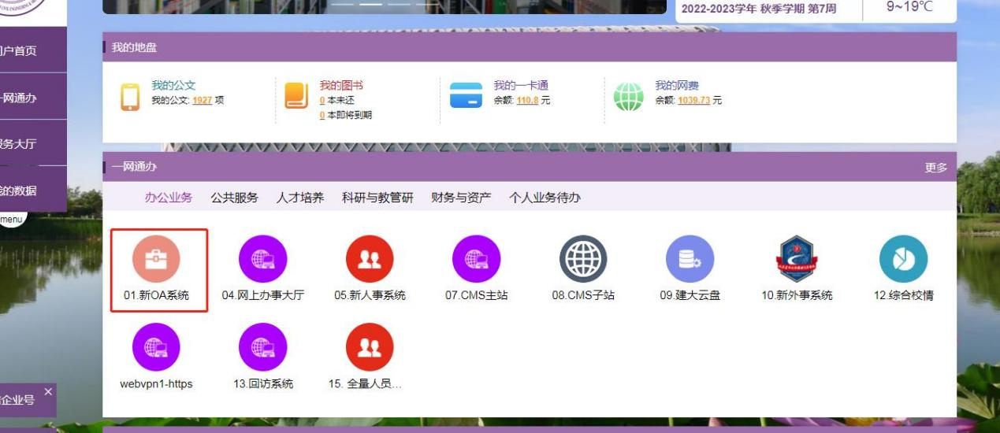 2022-2023学年 秋季学期 第7周
9~19℃
门户首页
一网通办
服务大厅
我的数据
menu
我的地盘
我的公文
我的公文: 1927 项
我的图书
0 本未还
0 本即将到期
我的一卡通
余额: 110.8 元
我的网费
余额: 1039.73 元
一网通办
更多
办公业务 公共服务 人才培养 科研与教管研 财务与资产 个人业务待办
01.新OA系统
04.网上办事大厅
05.新人事系统
07.CMS主站
08.CMS子站
09.建大云盘
10.新外事系统
12.综合校情
webvpn1-https
13.回访系统
15. 全量人员...
企业号